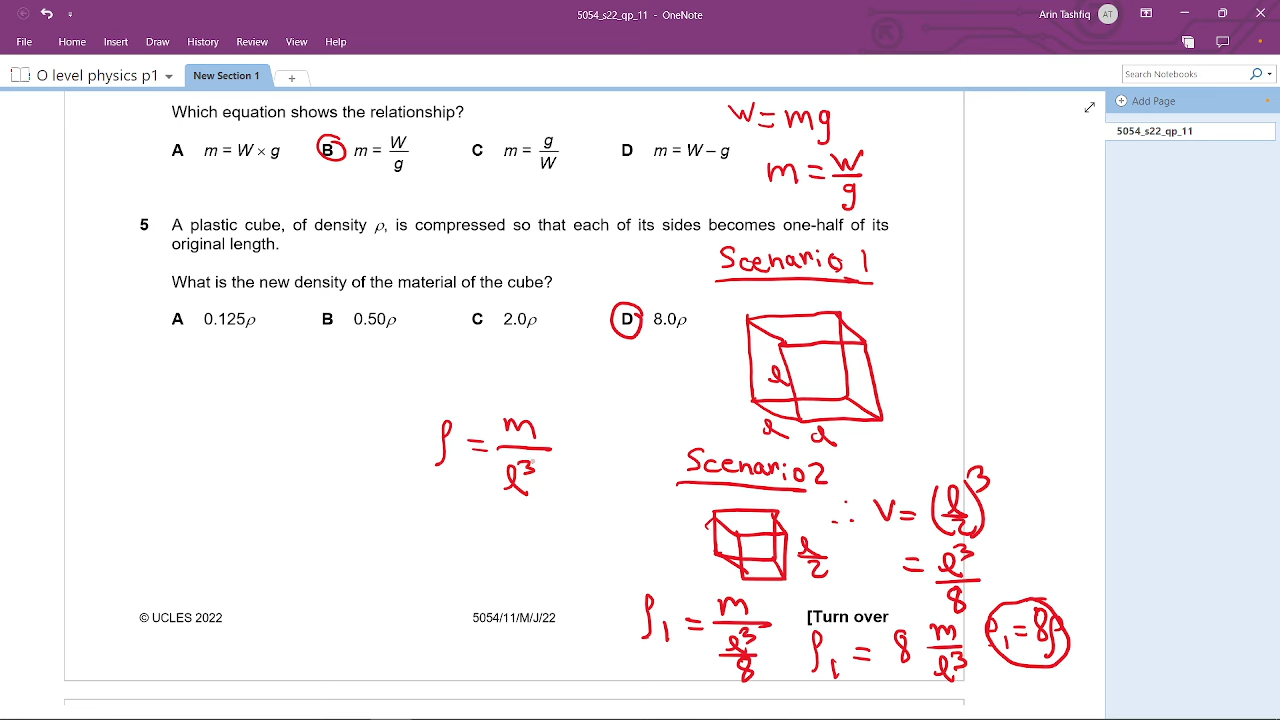 5054_s22_qp_11 - OneNote
Arin Tashfiq
AT
File Home Insert Draw History Review View Help
O level physics p1
New Section 1
+
Search Notebooks
Add Page
5054_s22_qp_11
Which equation shows the relationship?
A m = W × g B m = W/g C m = g/W D m = W – g
W = mg
m = W/g
5 A plastic cube, of density ρ, is compressed so that each of its sides becomes one-half of its
original length.
What is the new density of the material of the cube?
A 0.125ρ B 0.50ρ C 2.0ρ D 8.0ρ
Scenario 1
l
l l
ρ = m/l³
Scenario 2
l/2
∴ V = (l/2)³
= l³/8
ρ₁ = m/(l³/8)
ρ₁ = 8 m/l³
ρ₁ = 8ρ
© UCLES 2022 5054/11/M/J/22 [Turn over